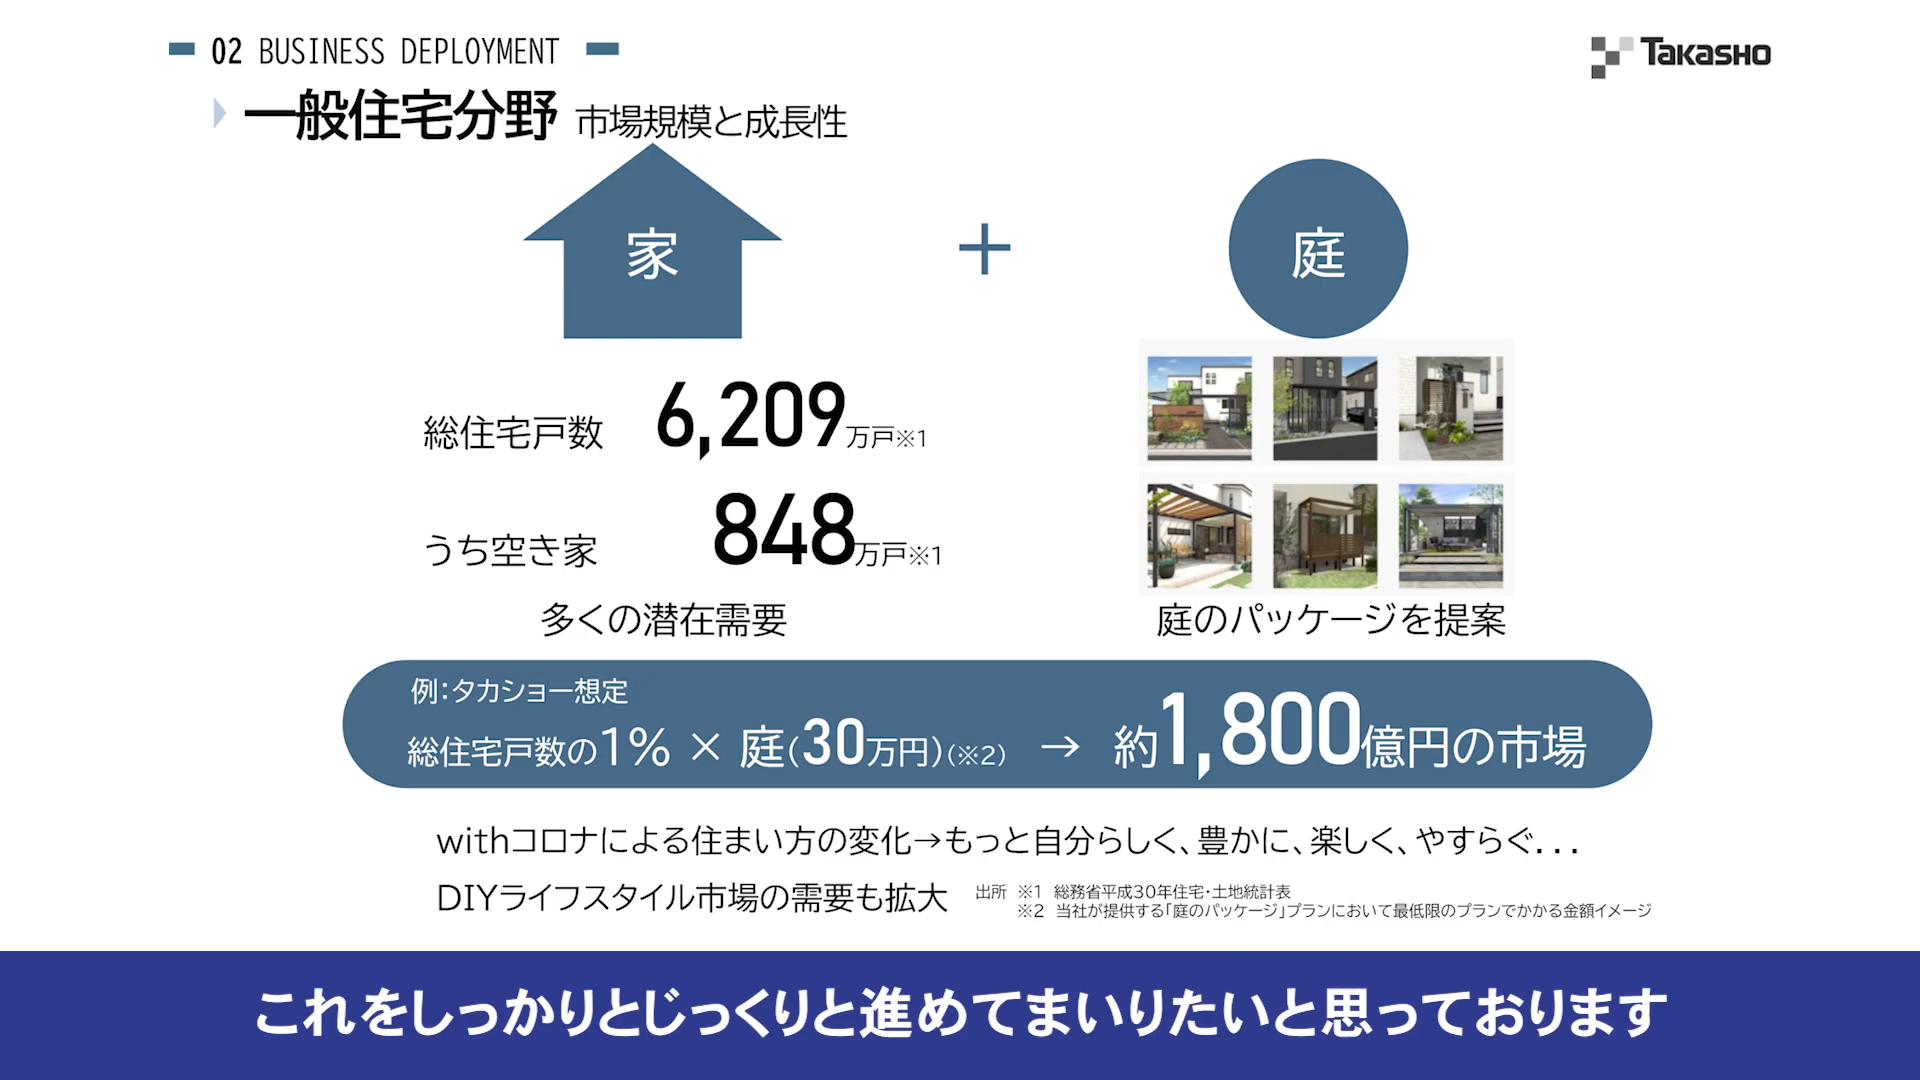 02 BUSINESS DEPLOYMENT
TAKASHO
一般住宅分野 市場規模と成長性
家
+
庭
総住宅戸数 6,209万戸※1
うち空き家 848万戸※1
多くの潜在需要
庭のパッケージを提案
例：タカショー想定
総住宅戸数の1% × 庭（30万円）（※2） → 約1,800億円の市場
withコロナによる住まい方の変化→もっと自分らしく、豊かに、楽しく、やすらぐ...
DIYライフスタイル市場の需要も拡大
出所 ※1 総務省平成30年住宅・土地統計表
※2 当社が提供する「庭のパッケージ」プランにおいて最低限のプランでかかる金額イメージ
これをしっかりとじっくりと進めてまいりたいと思っております